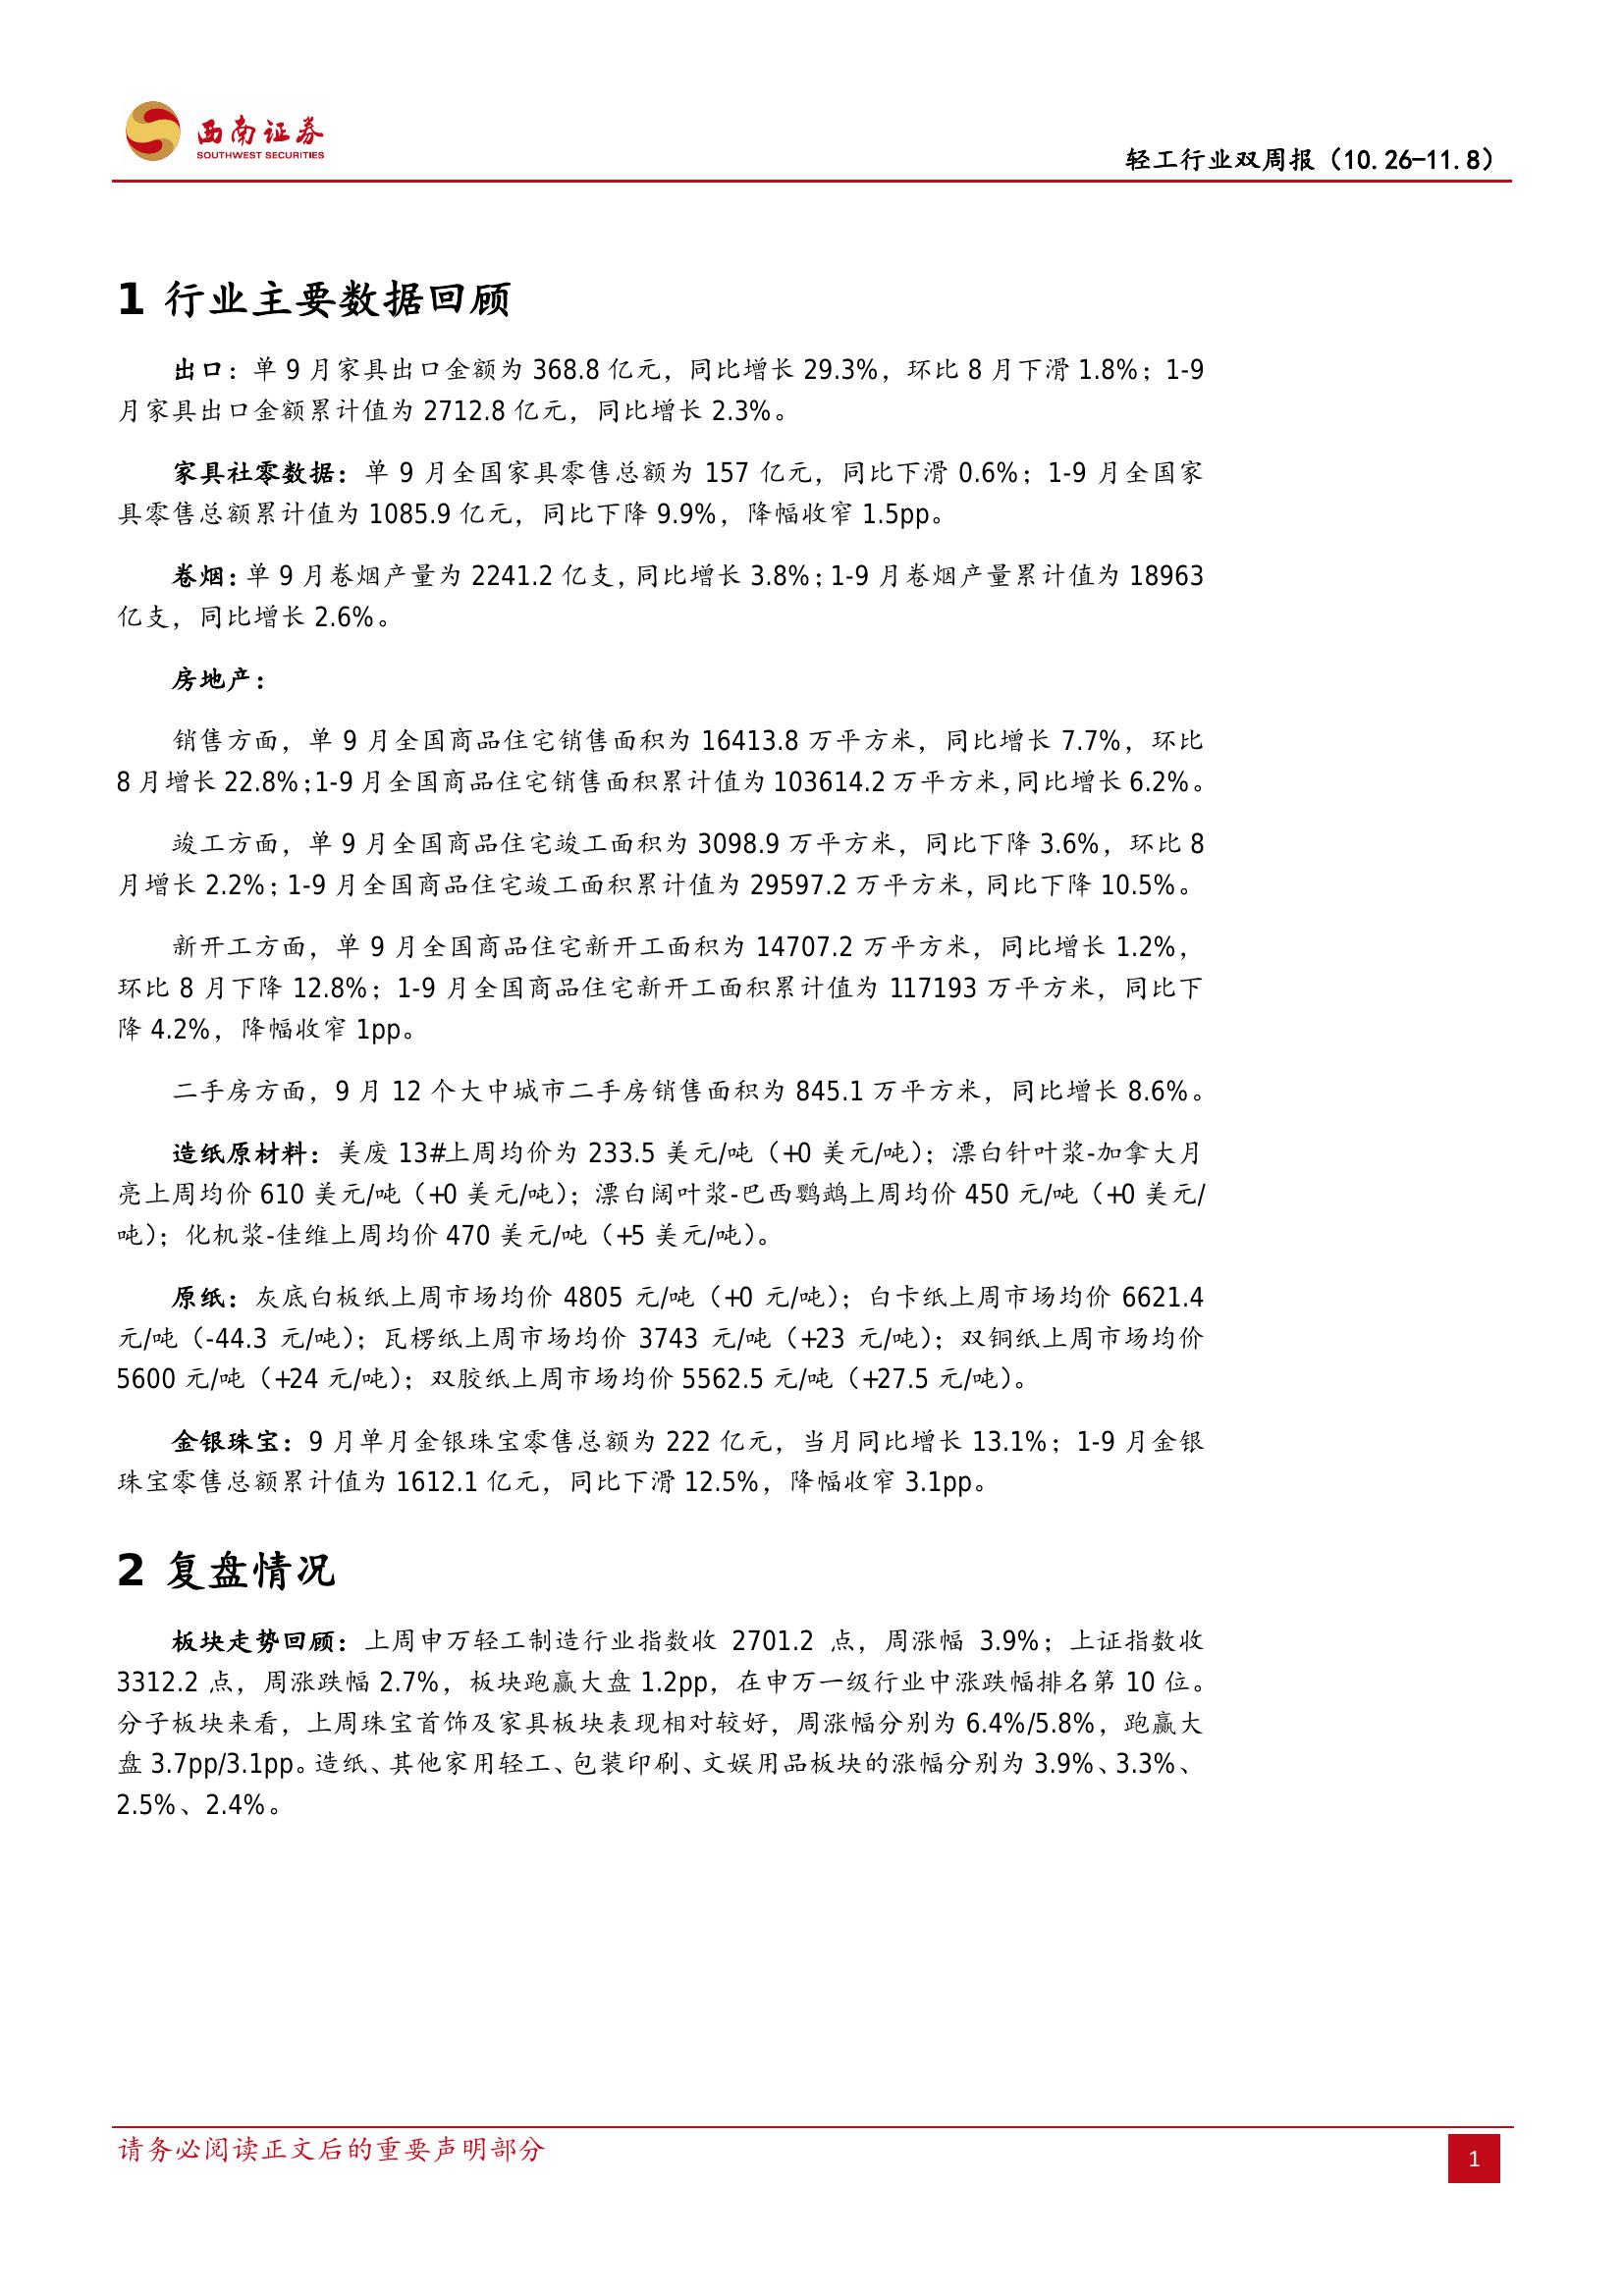 西南证券
SOUTHWEST SECURITIES
轻工行业双周报（10.26-11.8）
1 行业主要数据回顾
出口：单 9 月家具出口金额为 368.8 亿元，同比增长 29.3%，环比 8 月下滑 1.8%；1-9
月家具出口金额累计值为 2712.8 亿元，同比增长 2.3%。
家具社零数据：单 9 月全国家具零售总额为 157 亿元，同比下滑 0.6%；1-9 月全国家
具零售总额累计值为 1085.9 亿元，同比下降 9.9%，降幅收窄 1.5pp。
卷烟：单 9 月卷烟产量为 2241.2 亿支，同比增长 3.8%；1-9 月卷烟产量累计值为 18963
亿支，同比增长 2.6%。
房地产：
销售方面，单 9 月全国商品住宅销售面积为 16413.8 万平方米，同比增长 7.7%，环比
8 月增长 22.8%；1-9 月全国商品住宅销售面积累计值为 103614.2 万平方米，同比增长 6.2%。
竣工方面，单 9 月全国商品住宅竣工面积为 3098.9 万平方米，同比下降 3.6%，环比 8
月增长 2.2%；1-9 月全国商品住宅竣工面积累计值为 29597.2 万平方米，同比下降 10.5%。
新开工方面，单 9 月全国商品住宅新开工面积为 14707.2 万平方米，同比增长 1.2%，
环比 8 月下降 12.8%；1-9 月全国商品住宅新开工面积累计值为 117193 万平方米，同比下
降 4.2%，降幅收窄 1pp。
二手房方面，9 月 12 个大中城市二手房销售面积为 845.1 万平方米，同比增长 8.6%。
造纸原材料：美废 13#上周均价为 233.5 美元/吨（+0 美元/吨）；漂白针叶浆-加拿大月
亮上周均价 610 美元/吨（+0 美元/吨）；漂白阔叶浆-巴西鹦鹉上周均价 450 元/吨（+0 美元/
吨）；化机浆-佳维上周均价 470 美元/吨（+5 美元/吨）。
原纸：灰底白板纸上周市场均价 4805 元/吨（+0 元/吨）；白卡纸上周市场均价 6621.4
元/吨（-44.3 元/吨）；瓦楞纸上周市场均价 3743 元/吨（+23 元/吨）；双铜纸上周市场均价
5600 元/吨（+24 元/吨）；双胶纸上周市场均价 5562.5 元/吨（+27.5 元/吨）。
金银珠宝：9 月单月金银珠宝零售总额为 222 亿元，当月同比增长 13.1%；1-9 月金银
珠宝零售总额累计值为 1612.1 亿元，同比下滑 12.5%，降幅收窄 3.1pp。
2 复盘情况
板块走势回顾：上周申万轻工制造行业指数收 2701.2 点，周涨幅 3.9%；上证指数收
3312.2 点，周涨跌幅 2.7%，板块跑赢大盘 1.2pp，在申万一级行业中涨跌幅排名第 10 位。
分子板块来看，上周珠宝首饰及家具板块表现相对较好，周涨幅分别为 6.4%/5.8%，跑赢大
盘 3.7pp/3.1pp。造纸、其他家用轻工、包装印刷、文娱用品板块的涨幅分别为 3.9%、3.3%、
2.5%、2.4%。
请务必阅读正文后的重要声明部分
1